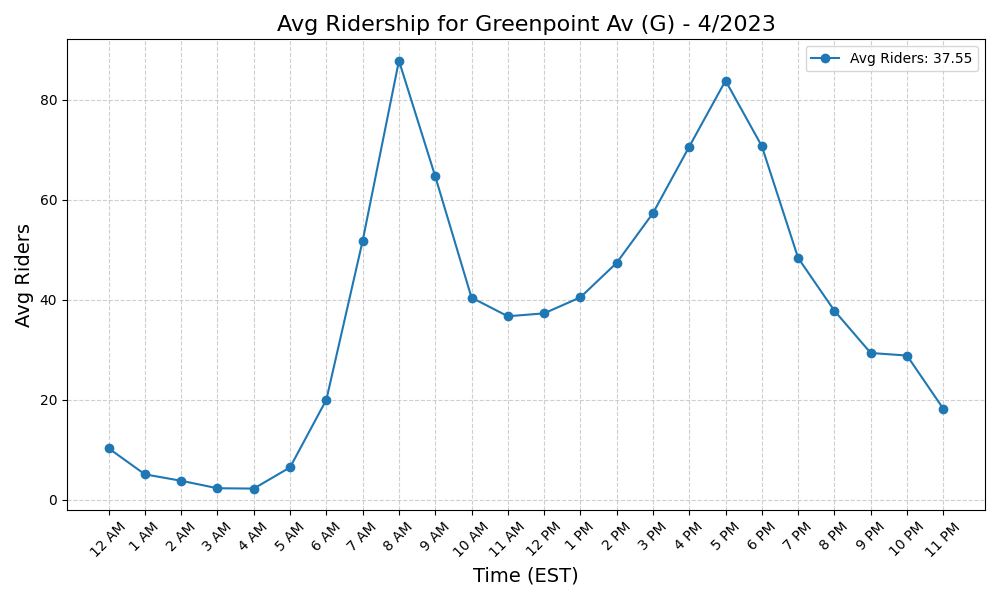 Avg Ridership for Greenpoint Av (G) - 4/2023
Avg Riders: 37.55
Avg Riders
80
60
40
20
0
12 AM
1 AM
2 AM
3 AM
4 AM
5 AM
6 AM
7 AM
8 AM
9 AM
10 AM
11 AM
12 PM
1 PM
2 PM
3 PM
4 PM
5 PM
6 PM
7 PM
8 PM
9 PM
10 PM
11 PM
Time (EST)